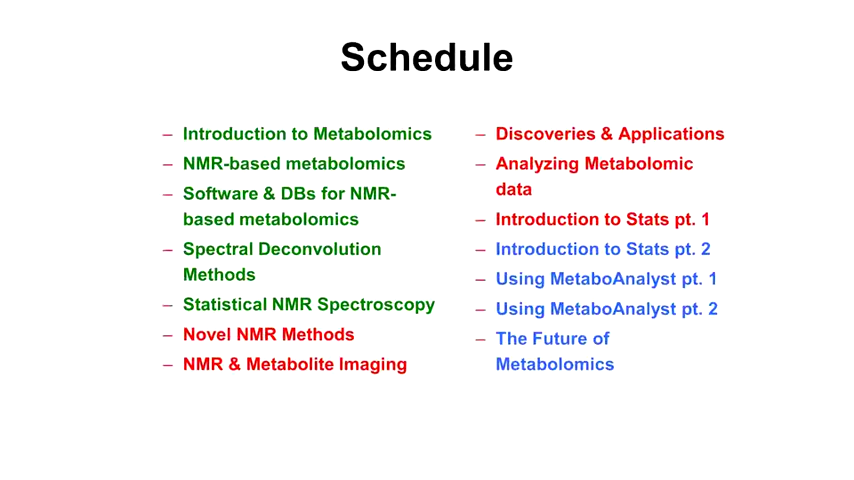 Schedule
– Introduction to Metabolomics
– NMR-based metabolomics
– Software & DBs for NMR-
based metabolomics
– Spectral Deconvolution
Methods
– Statistical NMR Spectroscopy
– Novel NMR Methods
– NMR & Metabolite Imaging
– Discoveries & Applications
– Analyzing Metabolomic
data
– Introduction to Stats pt. 1
– Introduction to Stats pt. 2
– Using MetaboAnalyst pt. 1
– Using MetaboAnalyst pt. 2
– The Future of
Metabolomics